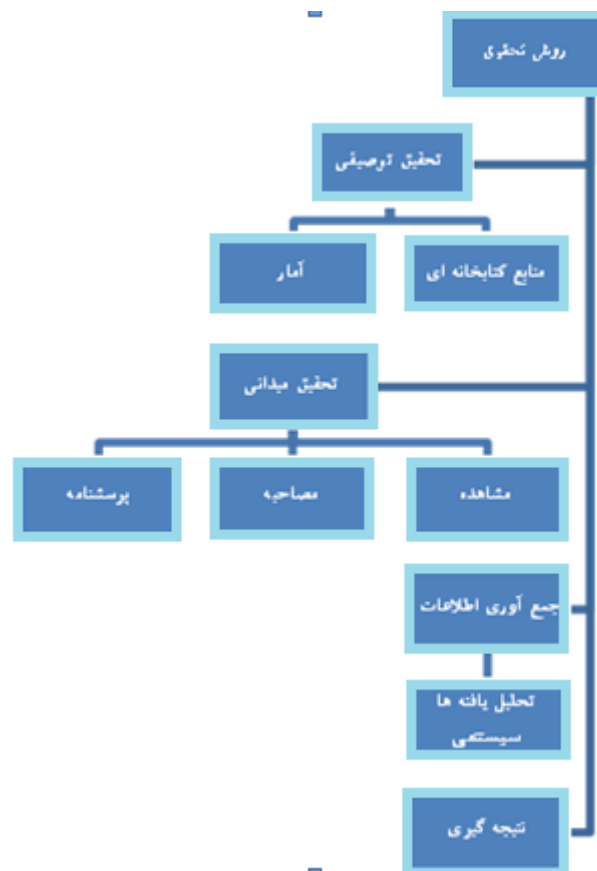 روش تحقیق
تحقیق توصیفی
منابع کتابخانه ای
آمار
تحقیق میدانی
مشاهده
مصاحبه
پرسشنامه
جمع آوری اطلاعات
تحلیل یافته ها
سیستمی
نتیجه گیری